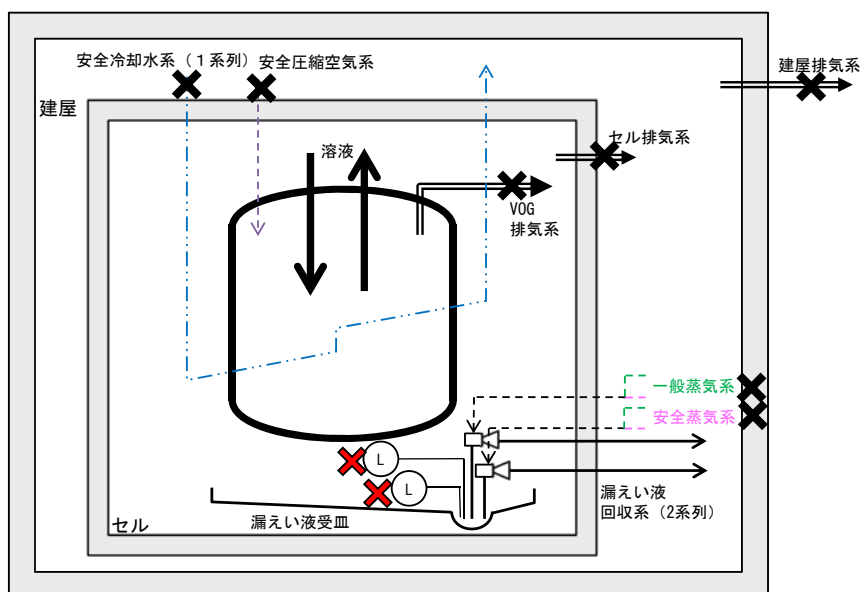 安全冷却水系(1系列)
安全圧縮空気系
建屋排気系
建屋
セル排気系
溶液
VOG
排気系
一般蒸気系
安全蒸気系
L
L
漏えい液
回収系(2系列)
漏えい液受皿
セル